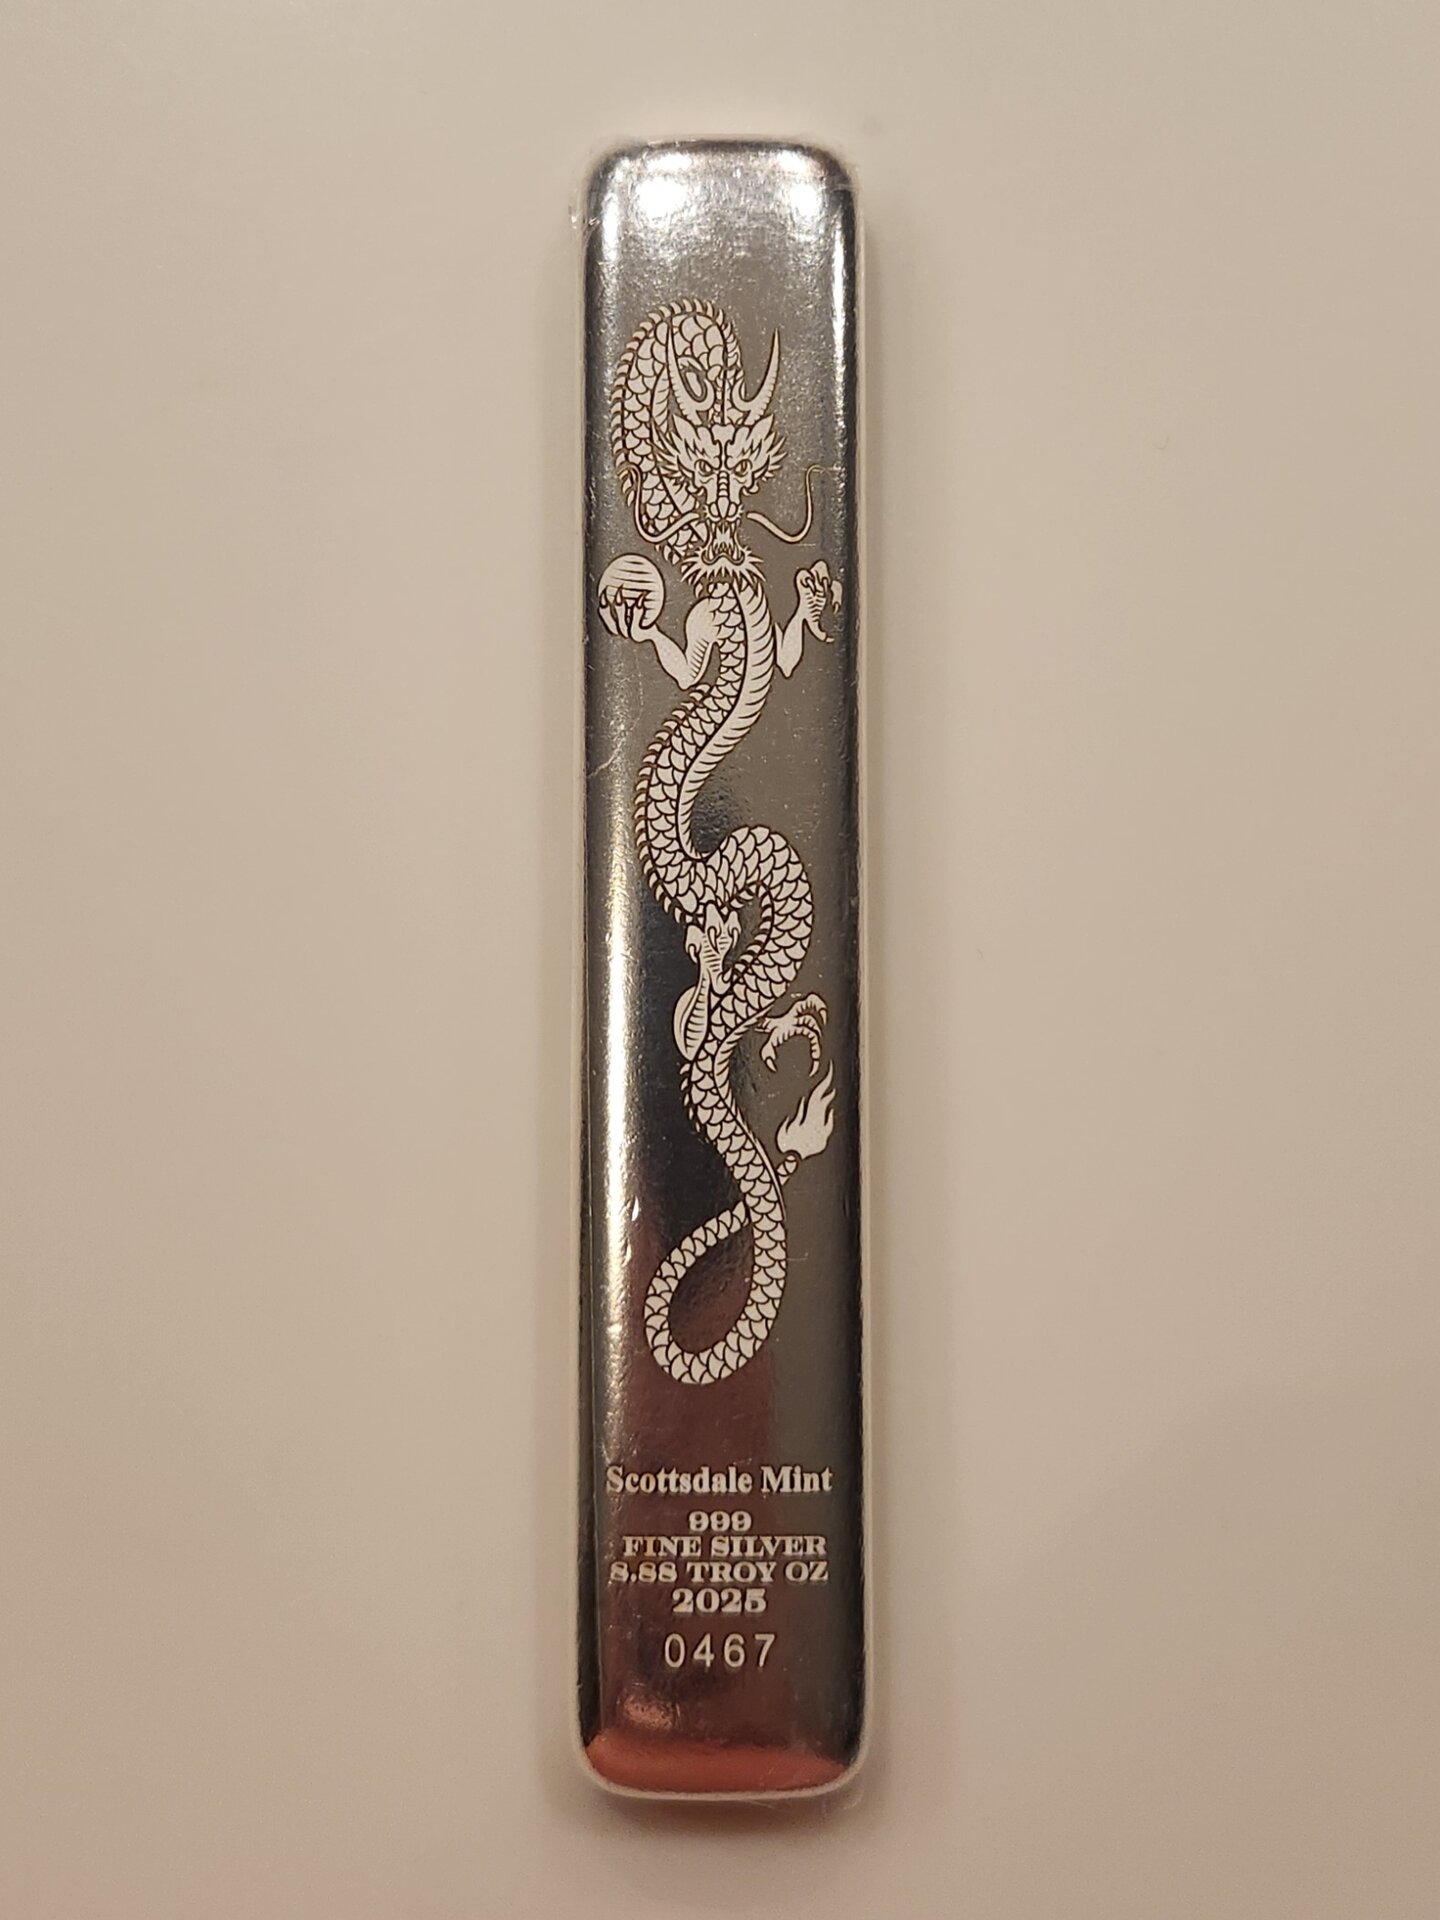 Scottsdale Mint
999
FINE SILVER
8.88 TROY OZ
2025
0467